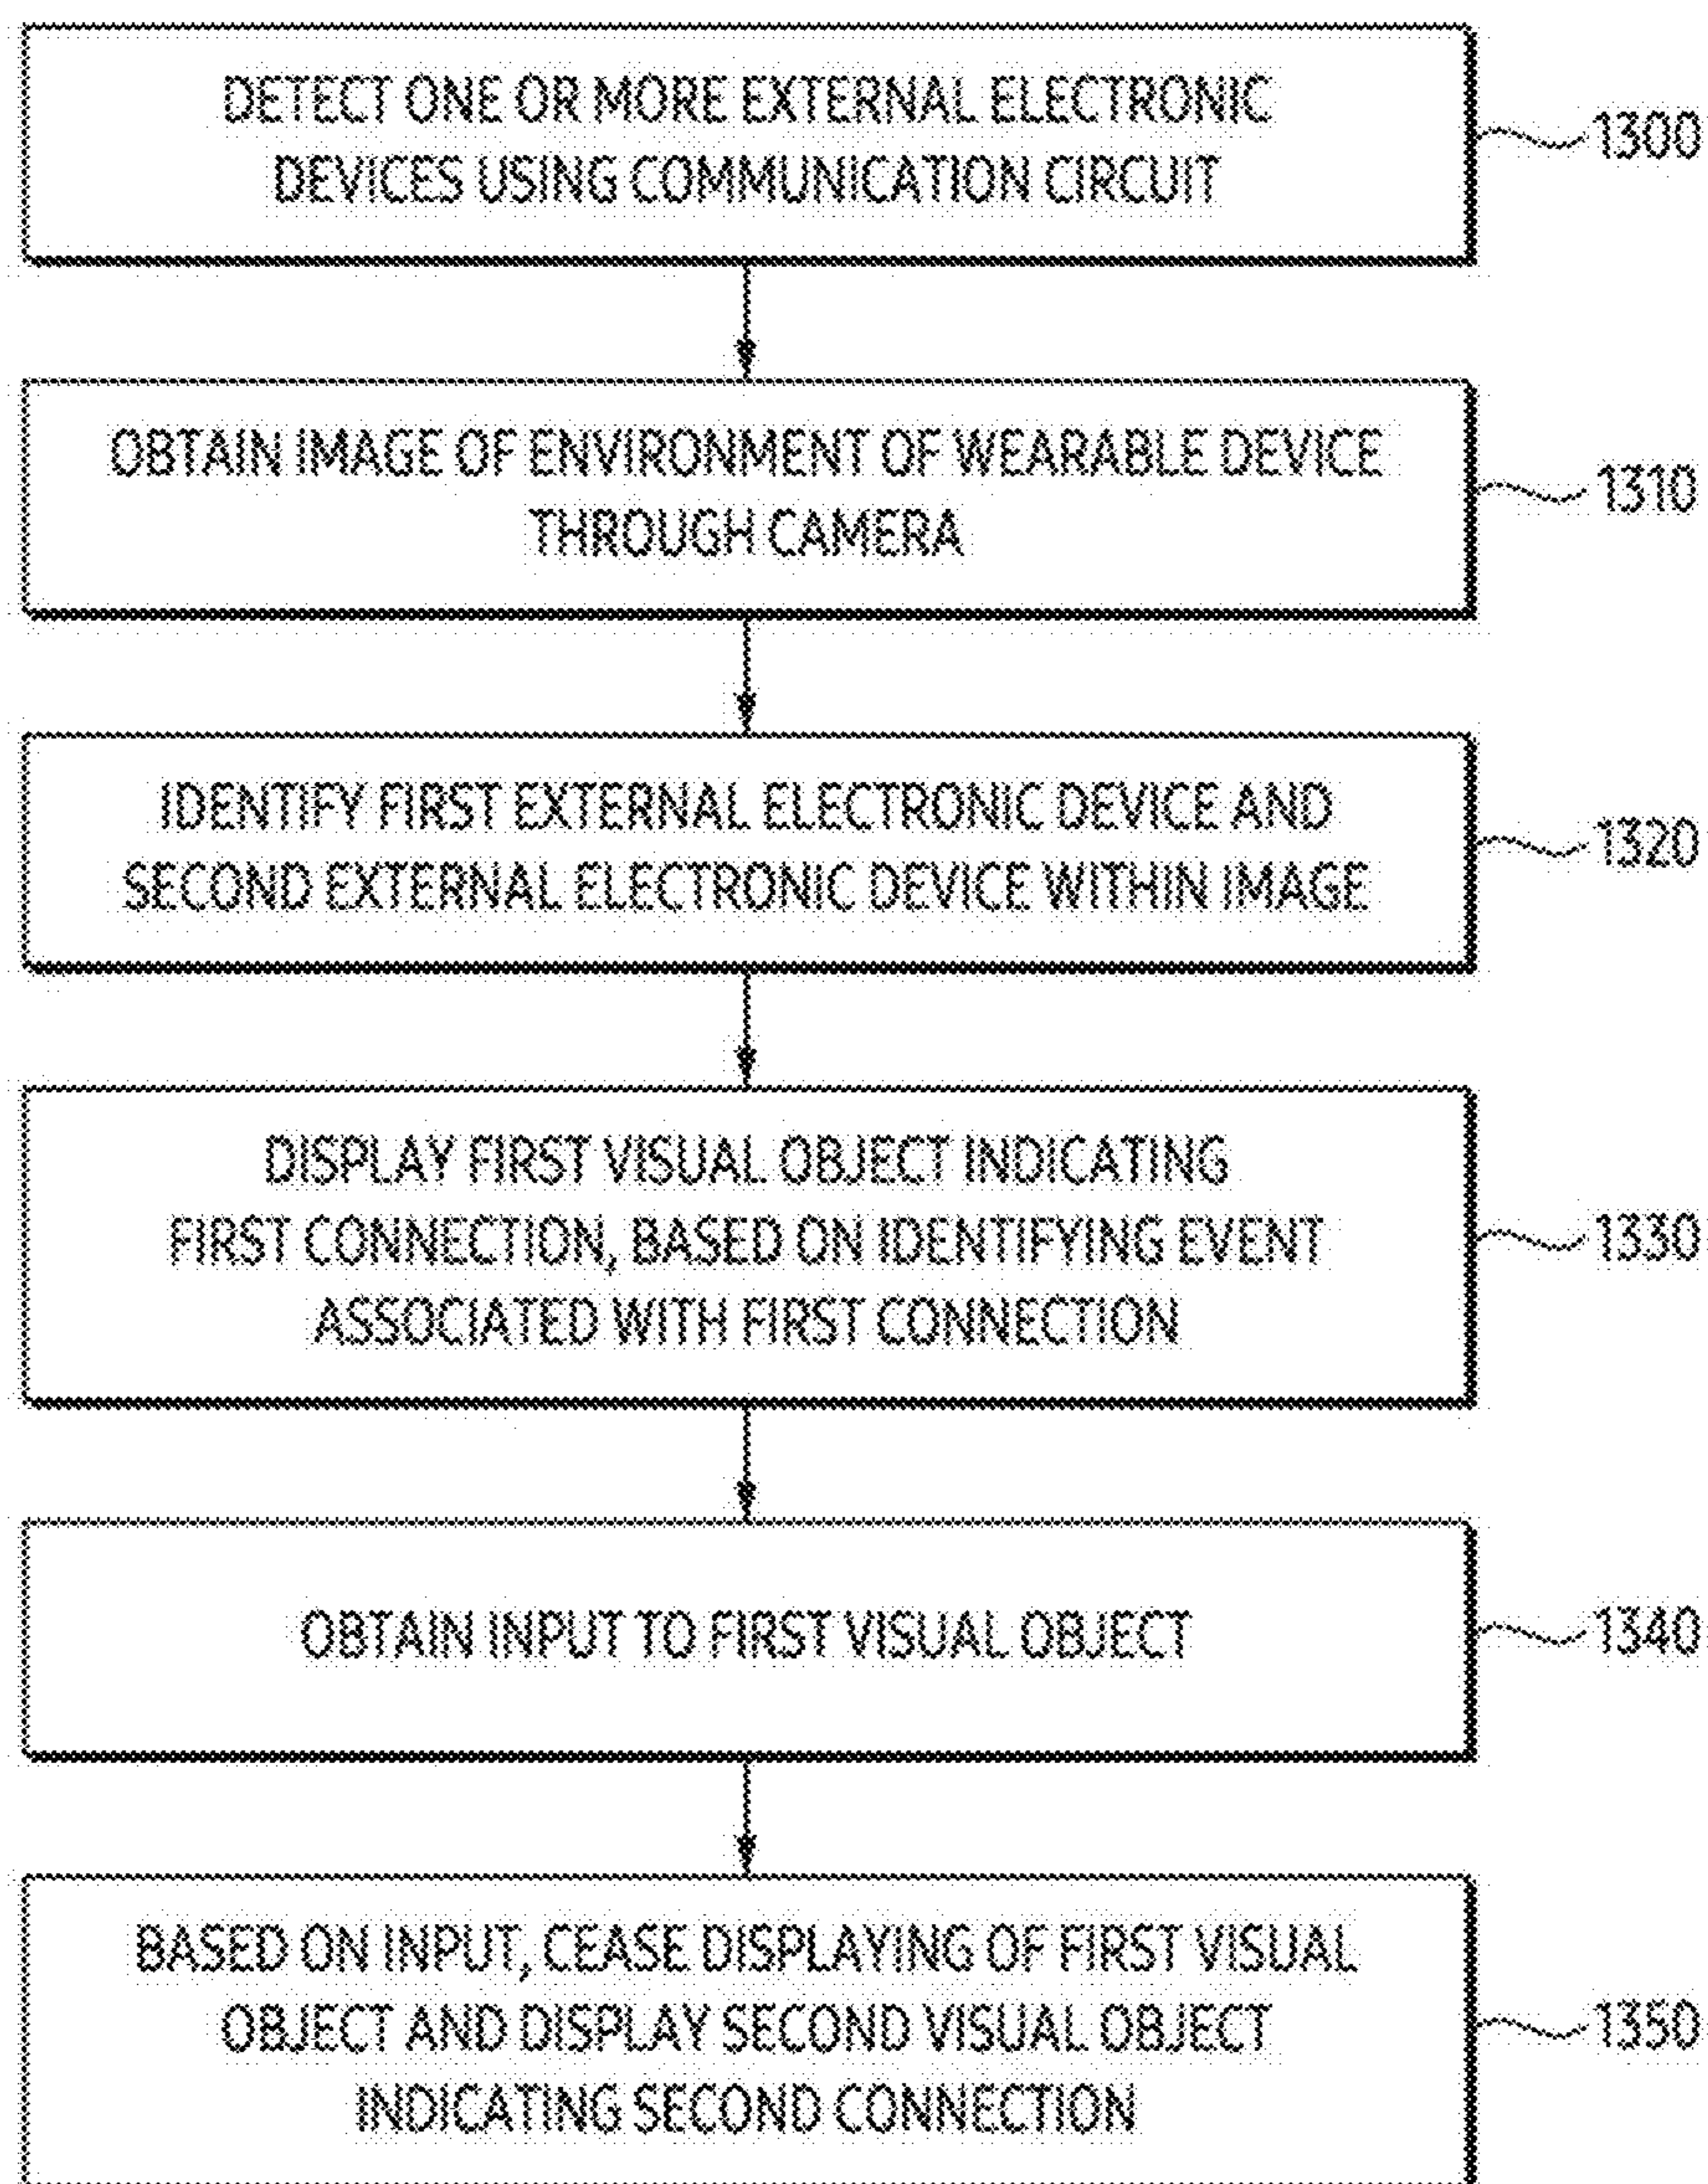 DETECT ONE OR MORE EXTERNAL ELECTRONIC
DEVICES USING COMMUNICATION CIRCUIT
1300
OBTAIN IMAGE OF ENVIRONMENT OF WEARABLE DEVICE
THROUGH CAMERA
1310
IDENTIFY FIRST EXTERNAL ELECTRONIC DEVICE AND
SECOND EXTERNAL ELECTRONIC DEVICE WITHIN IMAGE
1320
DISPLAY FIRST VISUAL OBJECT INDICATING
FIRST CONNECTION, BASED ON IDENTIFYING EVENT
ASSOCIATED WITH FIRST CONNECTION
1330
OBTAIN INPUT TO FIRST VISUAL OBJECT
1340
BASED ON INPUT, CEASE DISPLAYING OF FIRST VISUAL
OBJECT AND DISPLAY SECOND VISUAL OBJECT
INDICATING SECOND CONNECTION
1350